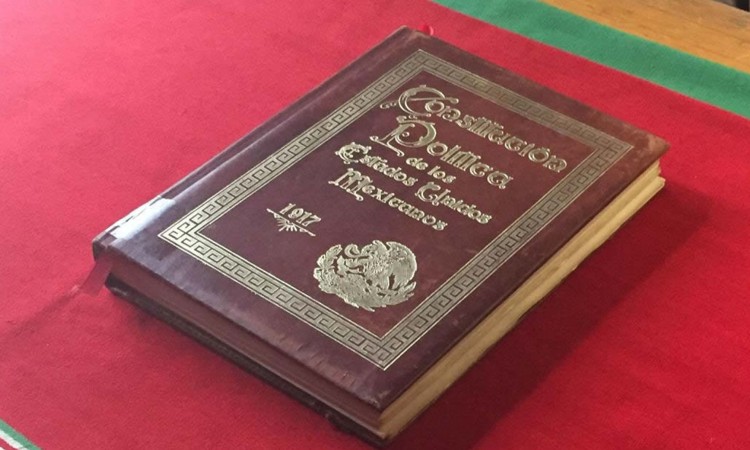 Constitución
Política
de los
Estados Unidos
Mexicanos
1917